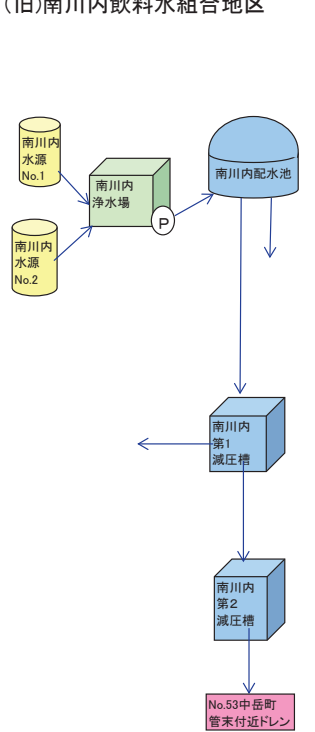 (旧)南川内飲料水組合地区
南川内
水源
No.1
南川内
浄水場
P
南川内配水池
南川内
水源
No.2
南川内
第1
減圧槽
南川内
第2
減圧槽
No.53中岳町
管末付近ドレン